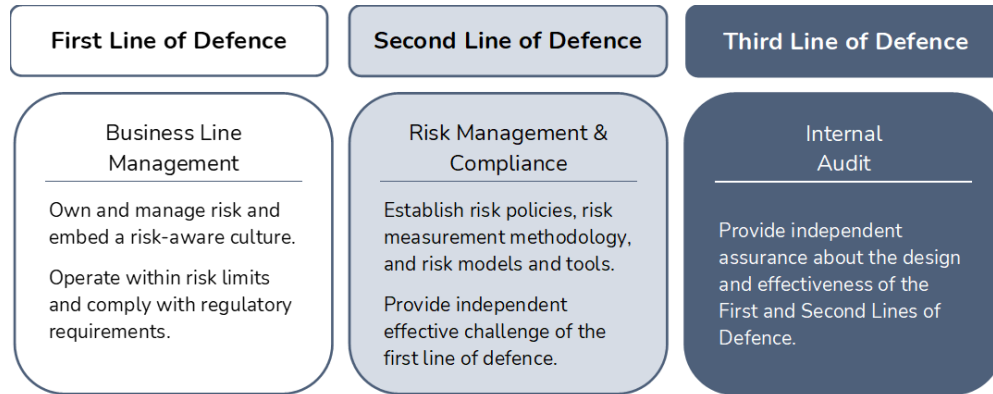 First Line of Defence
Second Line of Defence
Third Line of Defence
Business Line
Management
Own and manage risk and
embed a risk-aware culture.
Operate within risk limits
and comply with regulatory
requirements.
Risk Management &
Compliance
Establish risk policies, risk
measurement methodology,
and risk models and tools.
Provide independent
effective challenge of the
first line of defence.
Internal
Audit
Provide independent
assurance about the design
and effectiveness of the
First and Second Lines of
Defence.